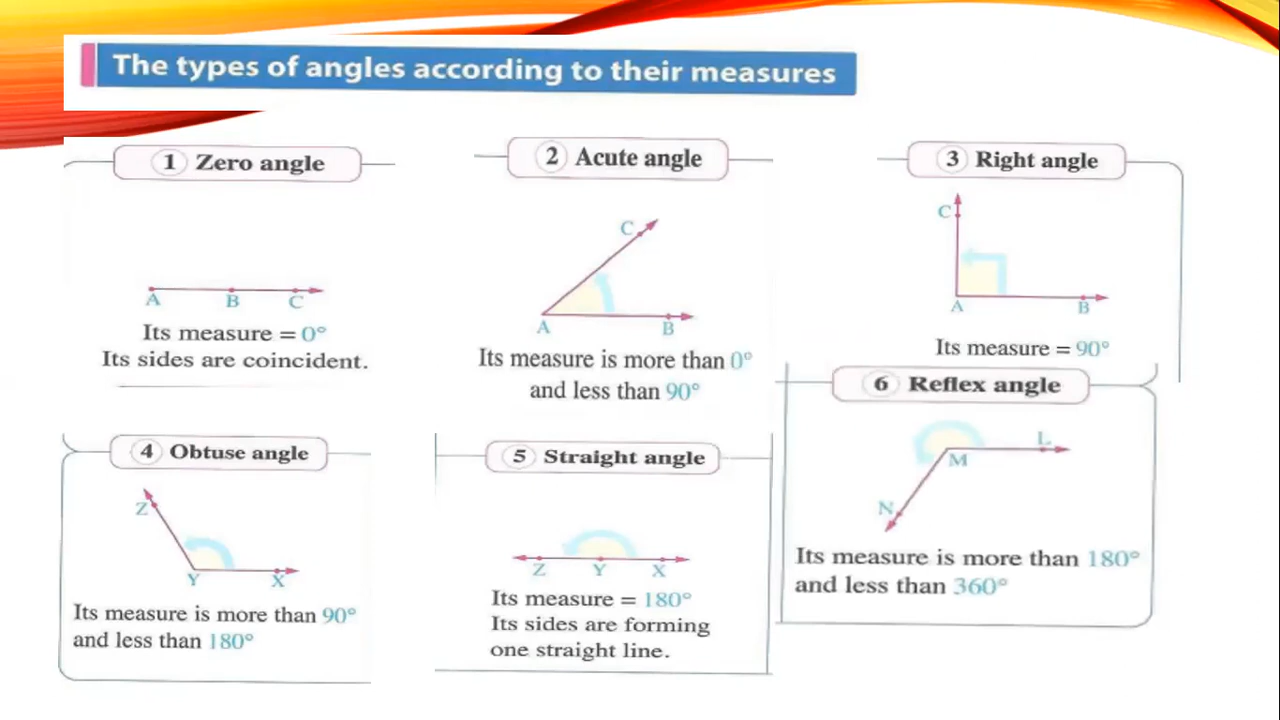 The types of angles according to their measures
1 Zero angle
A B C
Its measure = 0°
Its sides are coincident.
2 Acute angle
C
A B
Its measure is more than 0°
and less than 90°
3 Right angle
C
A B
Its measure = 90°
4 Obtuse angle
Z
Y X
Its measure is more than 90°
and less than 180°
5 Straight angle
Z Y X
Its measure = 180°
Its sides are forming
one straight line.
6 Reflex angle
L
M
N
Its measure is more than 180°
and less than 360°